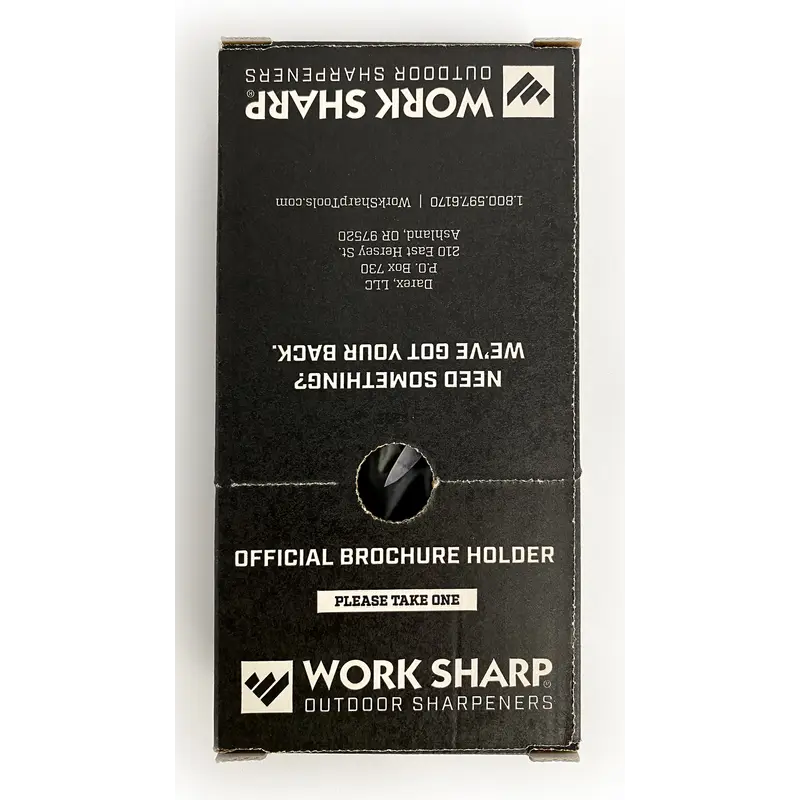 WORK SHARP®
OUTDOOR SHARPENERS
1.800.597.6170 | WorkSharpTools.com
Darex, LLC
P.O. Box 730
210 East Hersey St.
Ashland, OR 97520
NEED SOMETHING?
WE'VE GOT YOUR BACK.
OFFICIAL BROCHURE HOLDER
PLEASE TAKE ONE
WORK SHARP®
OUTDOOR SHARPENERS